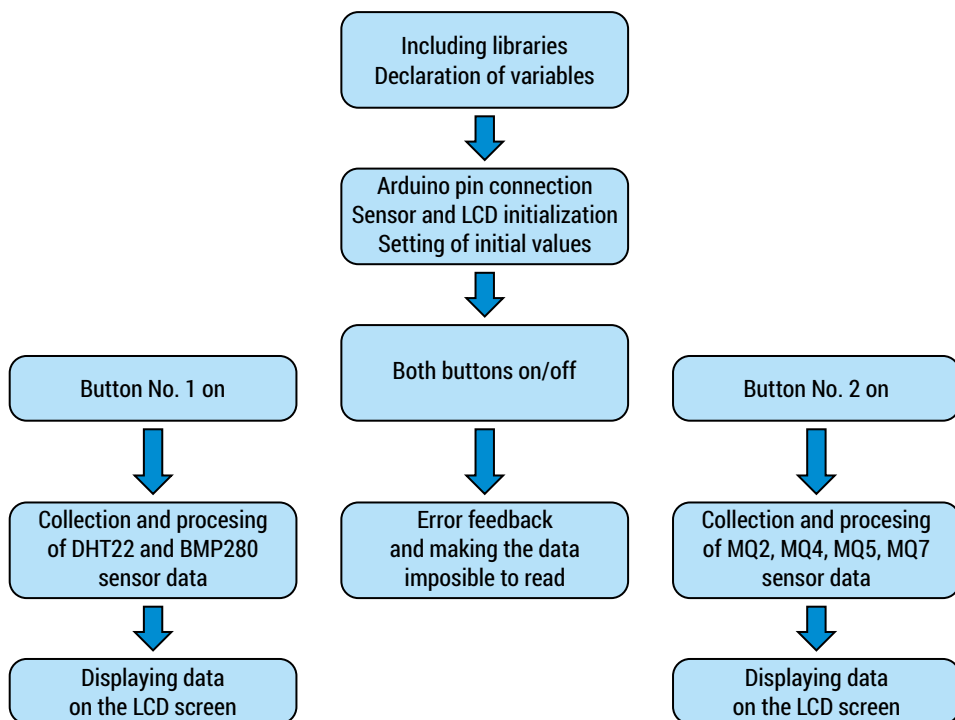 Including libraries
Declaration of variables
Arduino pin connection
Sensor and LCD initialization
Setting of initial values
Both buttons on/off
Button No. 1 on
Button No. 2 on
Collection and procesing
of DHT22 and BMP280
sensor data
Error feedback
and making the data
imposible to read
Collection and procesing
of MQ2, MQ4, MQ5, MQ7
sensor data
Displaying data
on the LCD screen
Displaying data
on the LCD screen